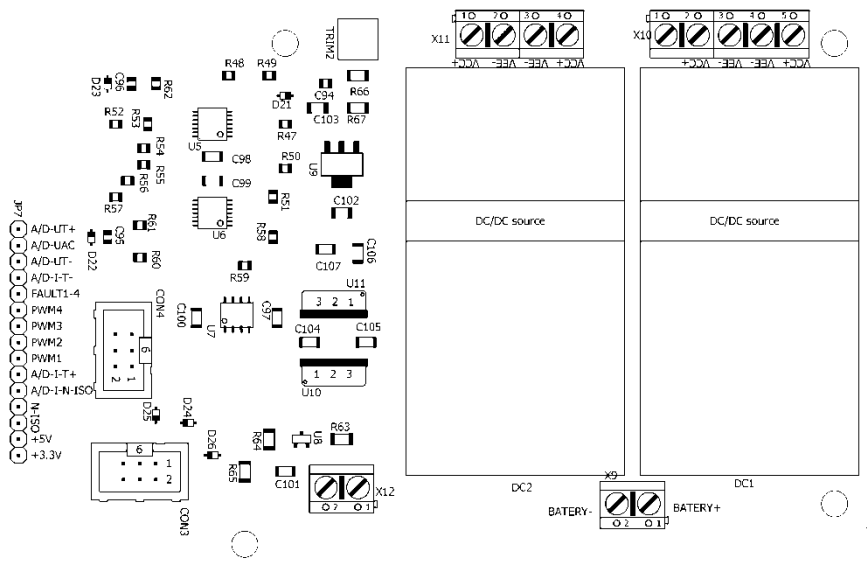 1 2 3 4
X11
VCC+ VEE- VEE- VCC+
1 2 3 4 5
X10
VCC+ VEE- VEE- VCC+
TRIM2
D23
C96
R62
R48
R49
C94
R66
D21
C103
R67
R52
R53
U5
R47
R54
R55
C98
R50
U9
R56
C99
R57
R51
C102
JP7
A/D-UT+
A/D-UAC
A/D-UT-
A/D-I-T-
FAULT1-4
PWM4
PWM3
PWM2
PWM1
A/D-I-T+
A/D-I-N-ISO
N-ISO
+5V
+3.3V
R61
U6
D22
C95
R58
R60
R59
C107
C106
DC/DC source
DC/DC source
CON4
6
2 1
C100
U7
C97
U11
3 2 1
C104
C105
1 2 3
U10
D25
D24
D26
6
1
2
CON3
R64
U8
R63
R65
C101
X12
2 1
DC2
DC1
X9
BATERY-
BATERY+
2 1